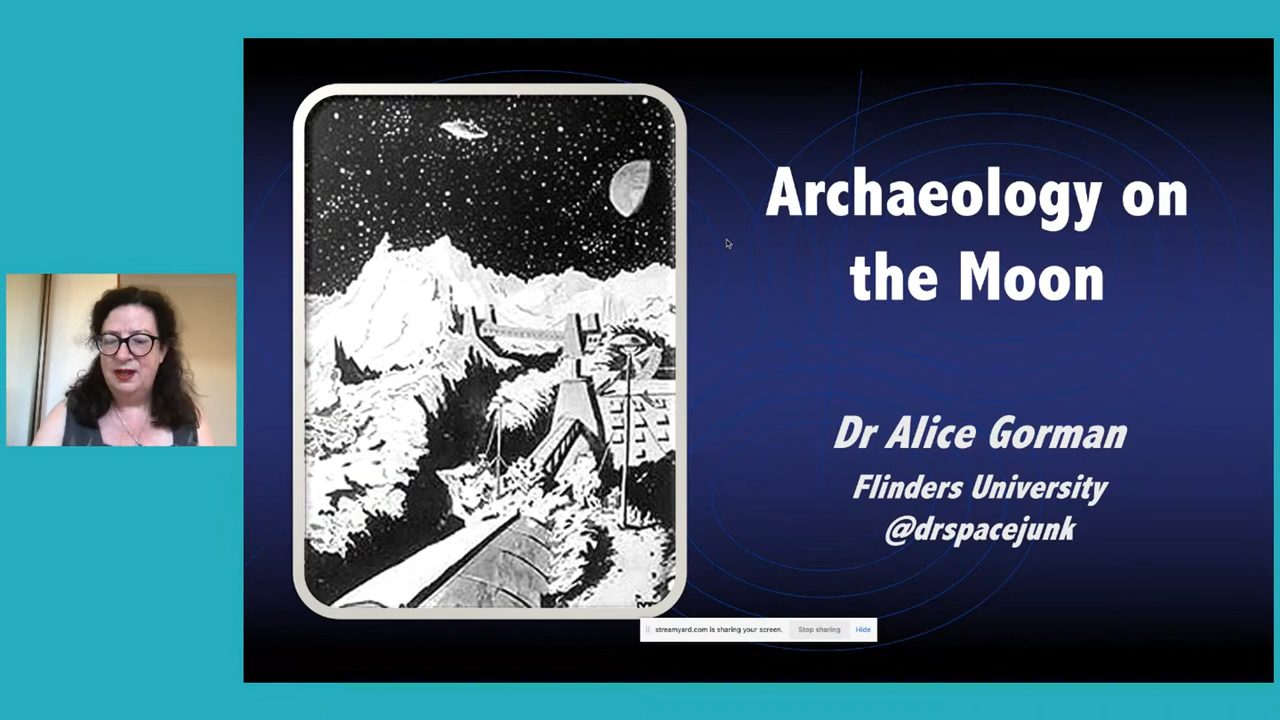 Archaeology on
the Moon
Dr Alice Gorman
Flinders University
@drspacejunk
streamyard.com is sharing your screen. Stop sharing Hide